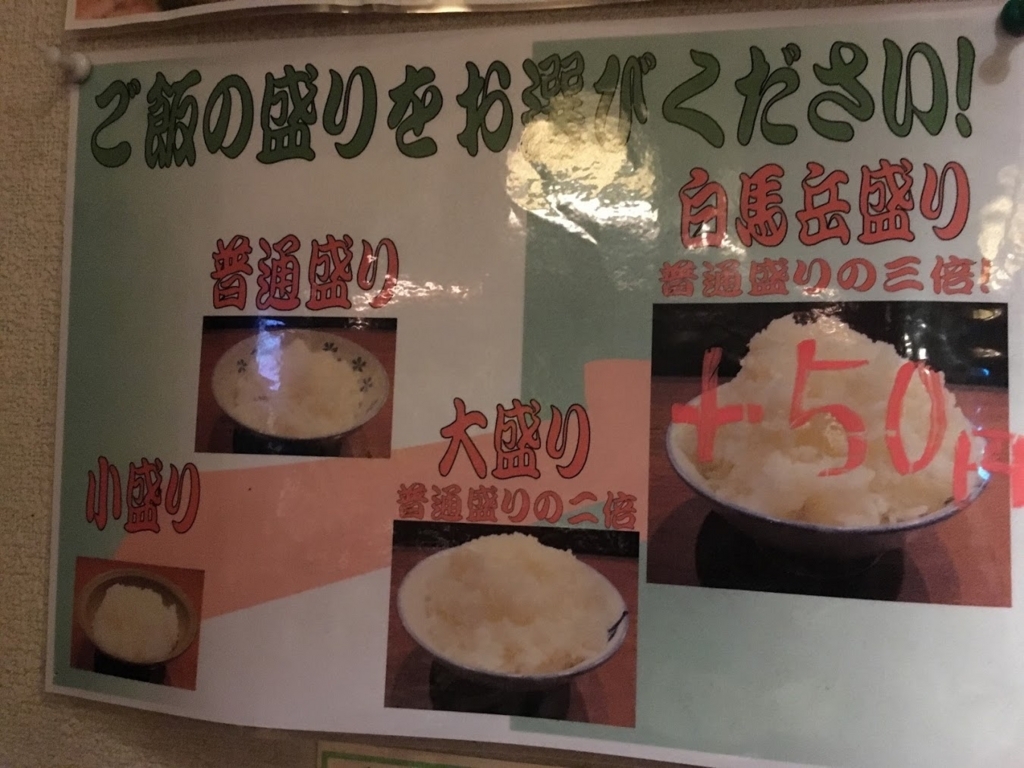 ご飯の盛りをお選びください!
白馬岳盛り
普通盛りの三倍!
+50円
普通盛り
大盛り
普通盛りの二倍
小盛り